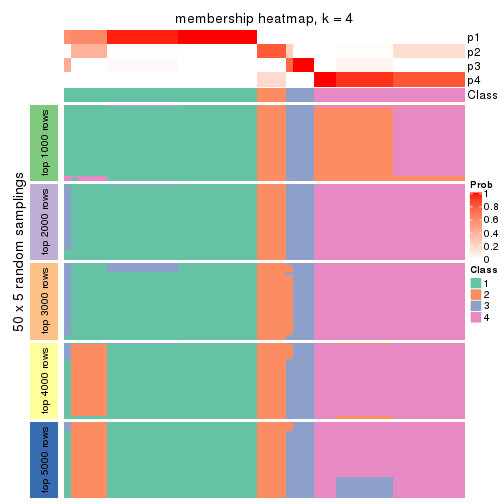 membership heatmap, k = 4
p1
p2
p3
p4
Class
50 x 5 random samplings
top 1000 rows
top 2000 rows
top 3000 rows
top 4000 rows
top 5000 rows
Prob
1
0.8
0.6
0.4
0.2
0
Class
1
2
3
4